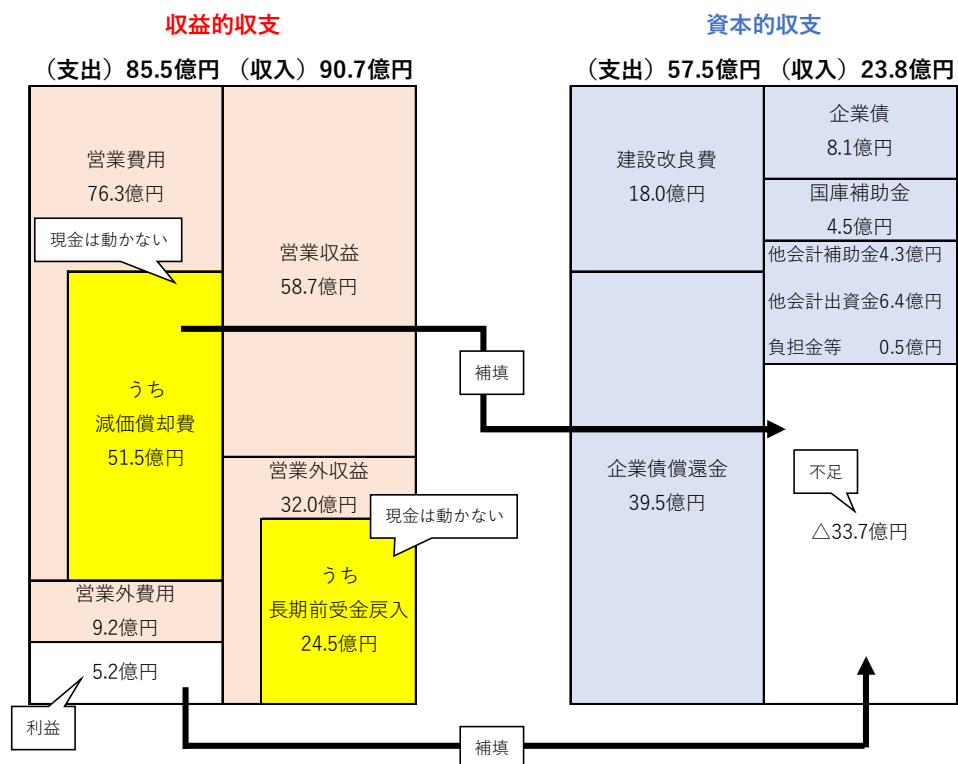 収益的収支
（支出）85.5億円 （収入）90.7億円
営業費用
76.3億円
現金は動かない
うち
減価償却費
51.5億円
営業外費用
9.2億円
5.2億円
利益
営業収益
58.7億円
営業外収益
32.0億円
現金は動かない
うち
長期前受金戻入
24.5億円
補填
補填
資本的収支
（支出）57.5億円 （収入）23.8億円
建設改良費
18.0億円
企業債償還金
39.5億円
企業債
8.1億円
国庫補助金
4.5億円
他会計補助金4.3億円
他会計出資金6.4億円
負担金等 0.5億円
不足
△33.7億円